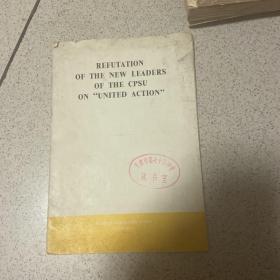 REFUTATION
OF THE NEW LEADERS
OF THE CPSU
ON “UNITED ACTION”